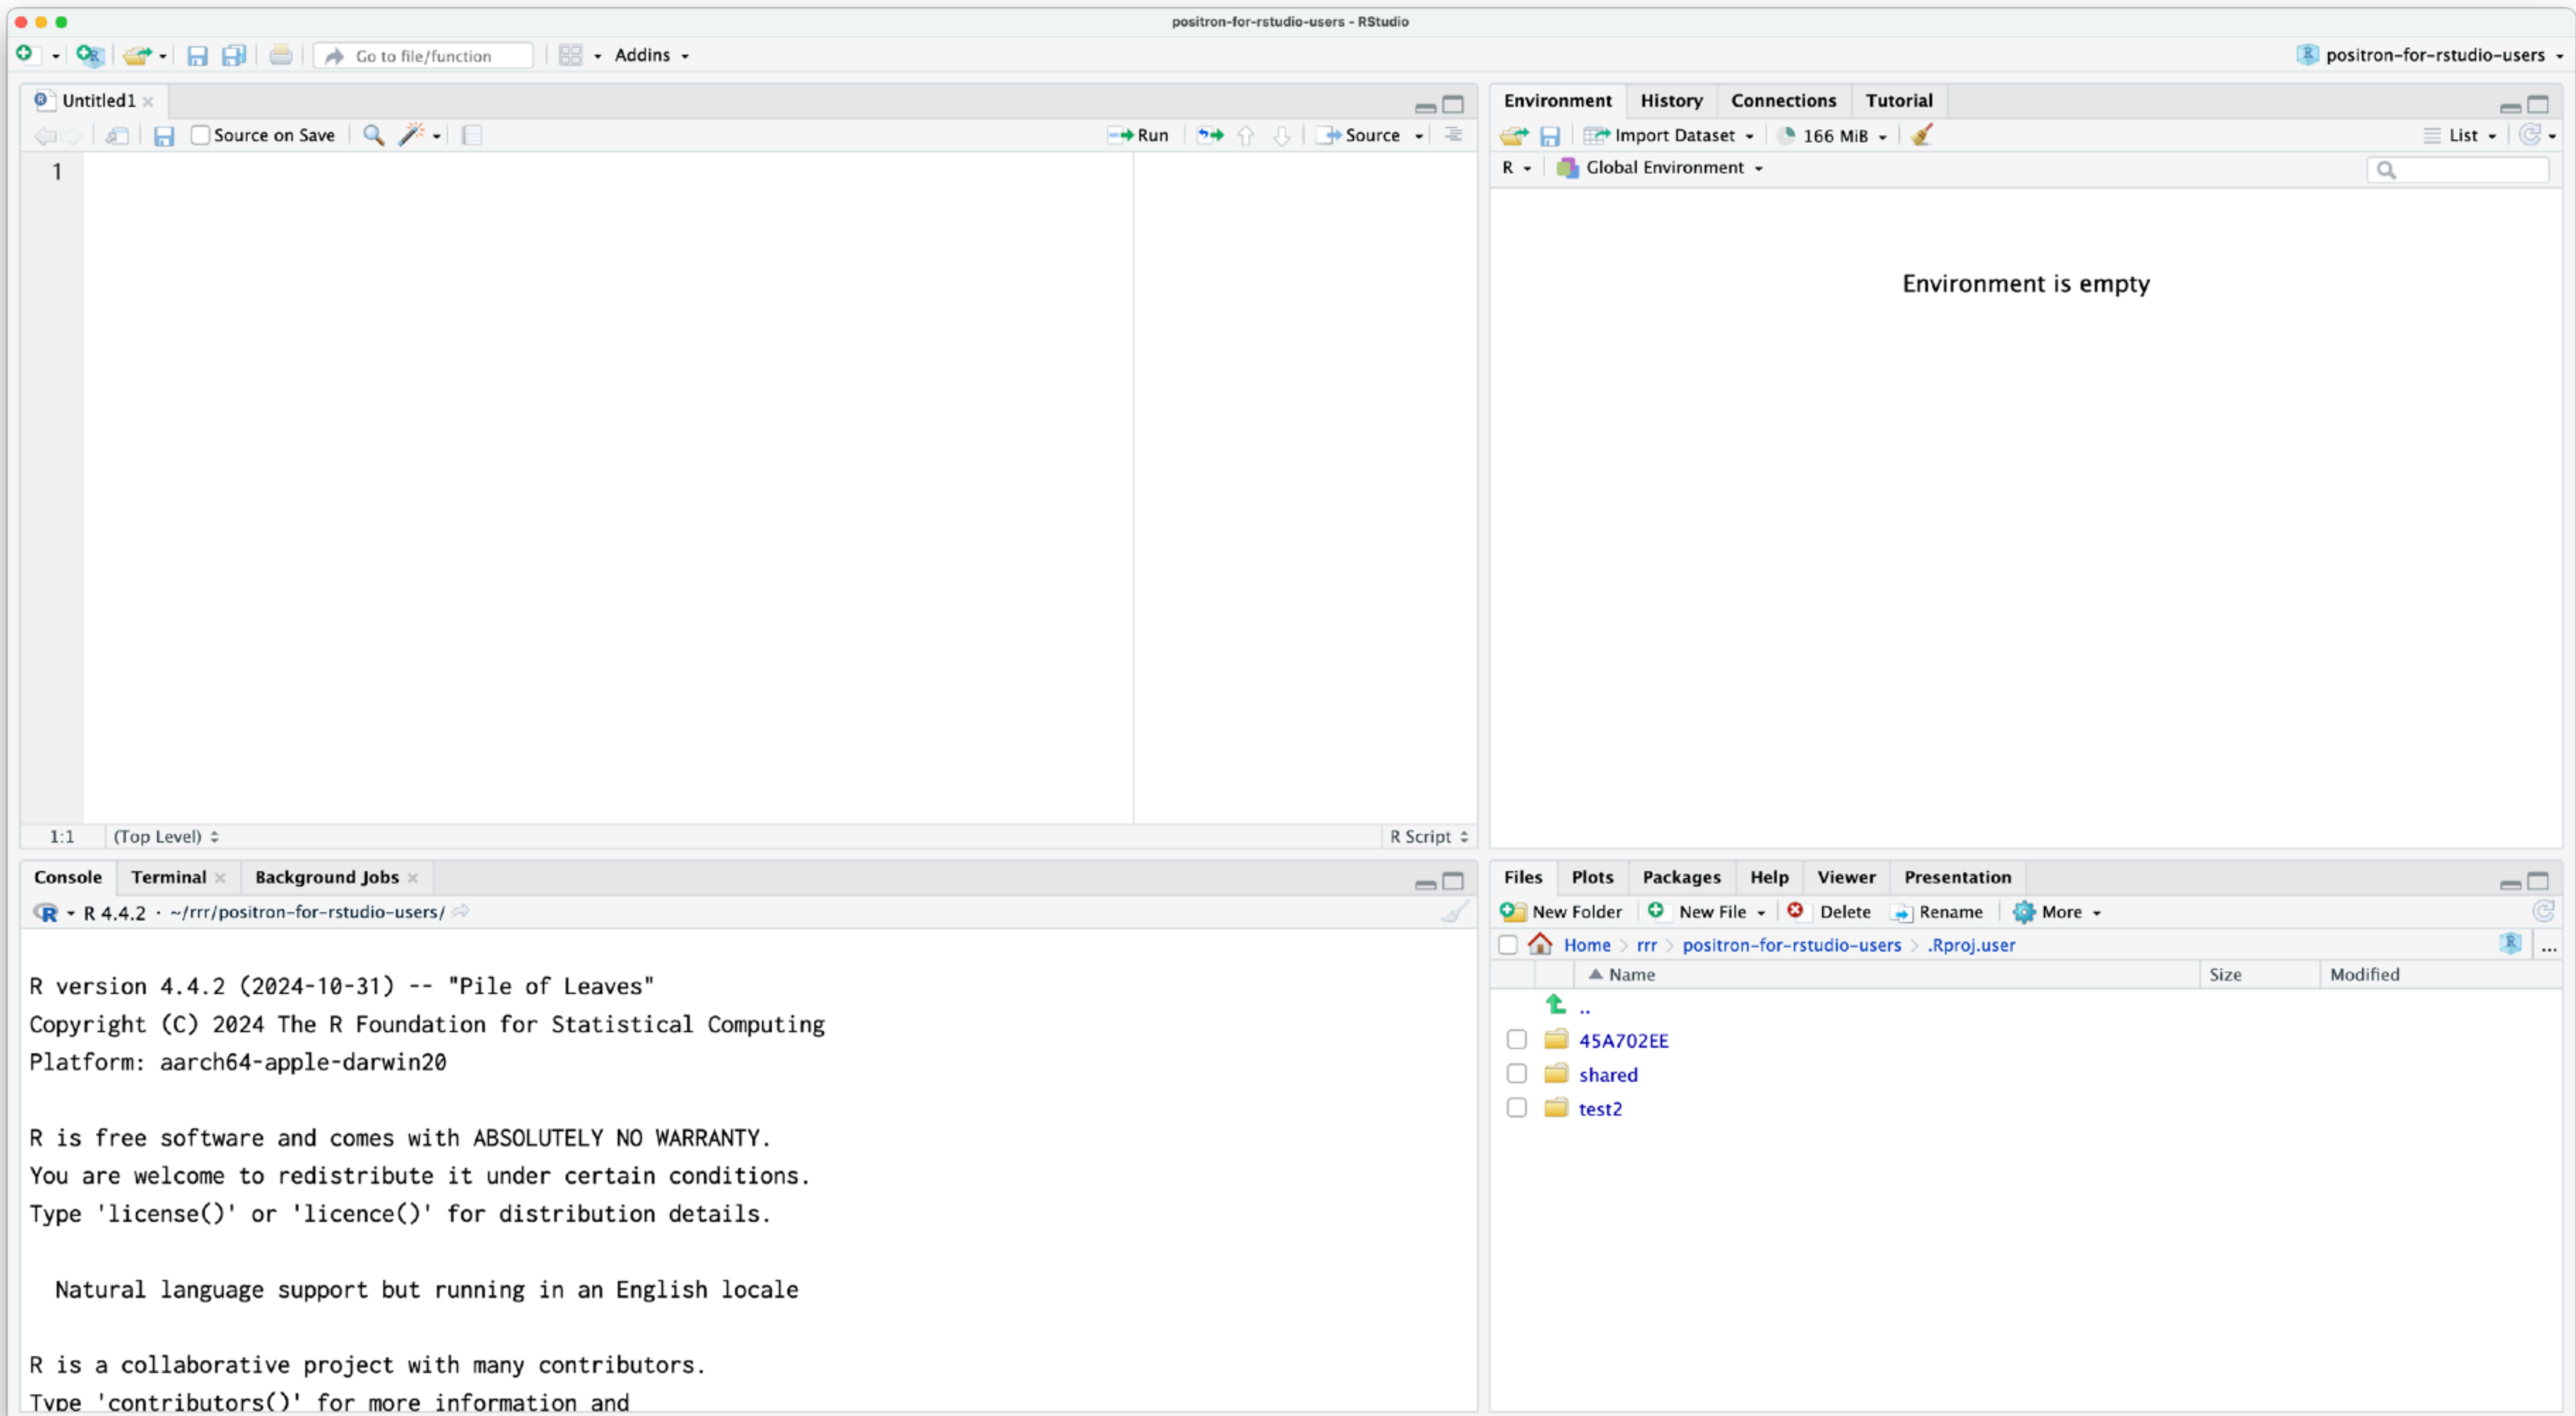 positron-for-rstudio-users - RStudio
Go to file/function
Addins
positron-for-rstudio-users
Untitled1
Source on Save
Run
Source
1
1:1
(Top Level)
R Script
Environment History Connections Tutorial
Import Dataset
166 MiB
List
R
Global Environment
Environment is empty
Console Terminal Background Jobs
R 4.4.2 · ~/rrr/positron-for-rstudio-users/
R version 4.4.2 (2024-10-31) -- "Pile of Leaves"
Copyright (C) 2024 The R Foundation for Statistical Computing
Platform: aarch64-apple-darwin20
R is free software and comes with ABSOLUTELY NO WARRANTY.
You are welcome to redistribute it under certain conditions.
Type 'license()' or 'licence()' for distribution details.
Natural language support but running in an English locale
R is a collaborative project with many contributors.
Type 'contributors()' for more information and
Files Plots Packages Help Viewer Presentation
New Folder New File Delete Rename More
Home rrr positron-for-rstudio-users .Rproj.user
...
Name Size Modified
..
45A702EE
shared
test2